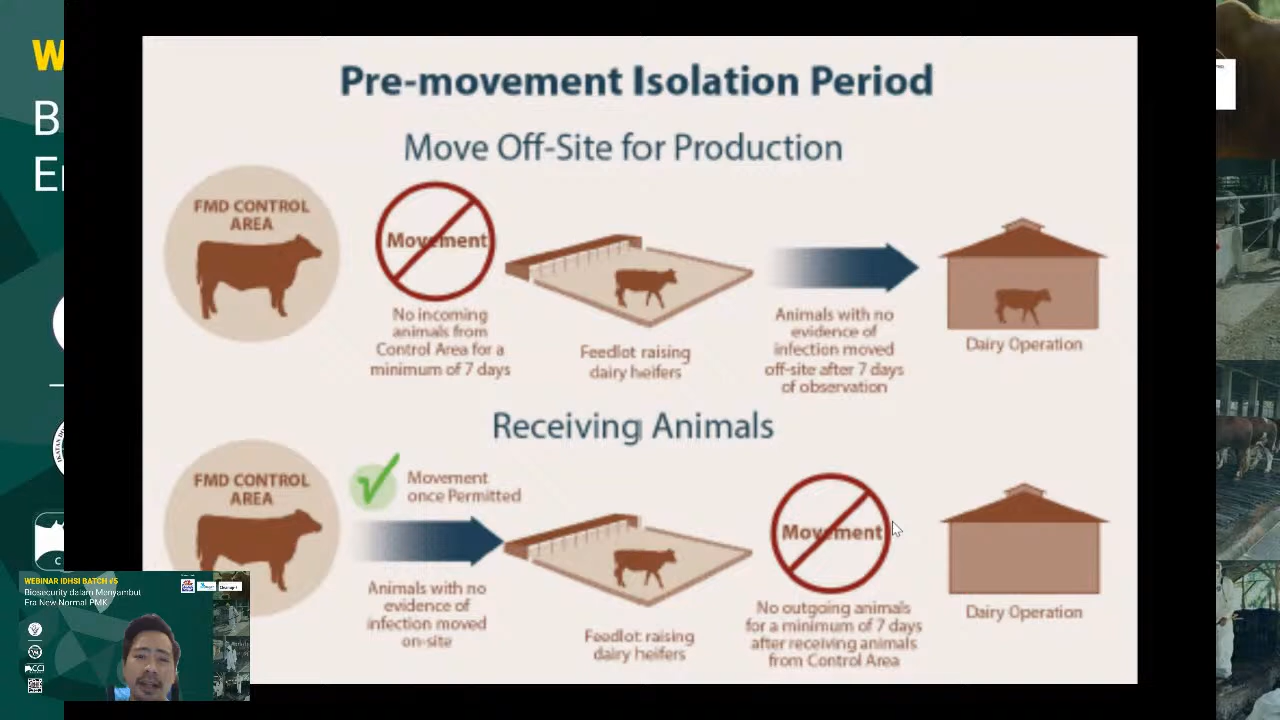 W
B
Er
Pre-movement Isolation Period
Move Off-Site for Production
FMD CONTROL
AREA
Movement
No incoming
animals from
Control Area for a
minimum of 7 days
Feedlot raising
dairy heifers
Animals with no
evidence of
infection moved
off-site after 7 days
of observation
Dairy Operation
Receiving Animals
FMD CONTROL
AREA
Movement
once Permitted
Animals with no
evidence of
infection moved
on-site
Feedlot raising
dairy heifers
Movement
No outgoing animals
for a minimum of 7 days
after receiving animals
from Control Area
Dairy Operation
WEBINAR IDHSI BATCH #5
Biosecurity dalam Menyambut
Era New Normal PMK
CCI
IKATAN DO
C